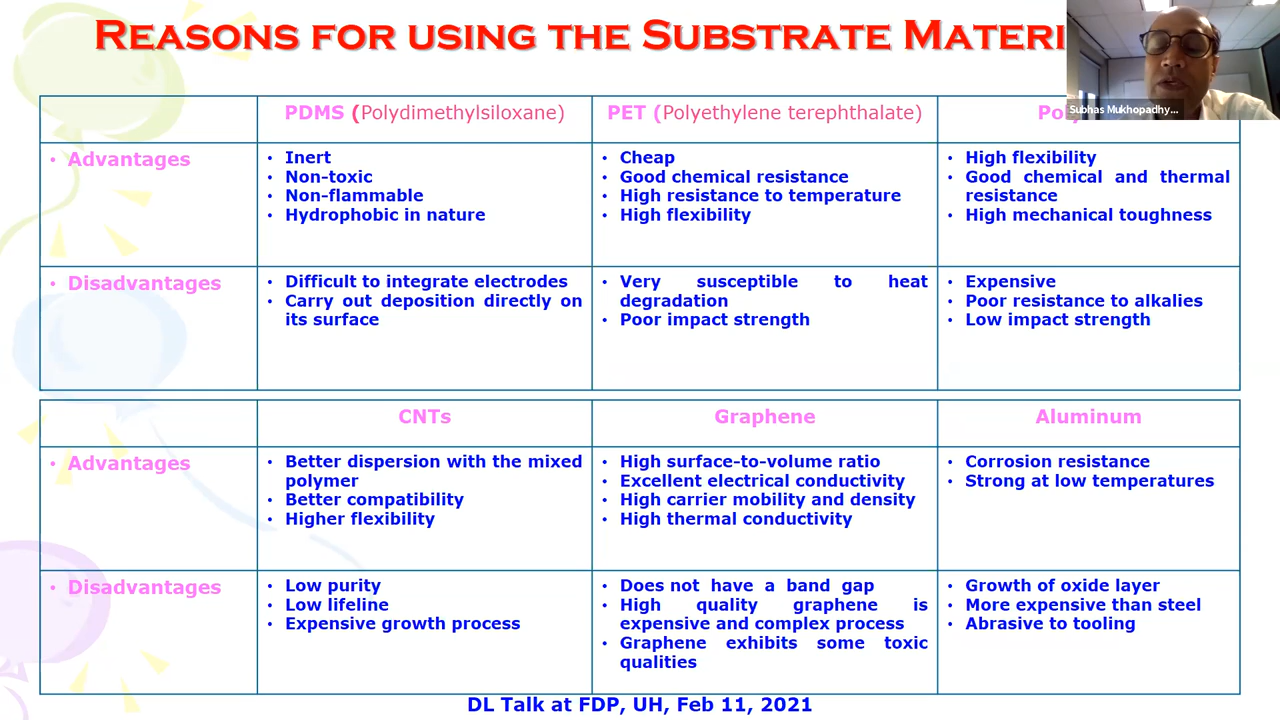 REASONS FOR USING THE SUBSTRATE MATERI
Subhas Mukhopadhy...
PDMS (Polydimethylsiloxane)
PET (Polyethylene terephthalate)
• Advantages
• Inert
• Non-toxic
• Non-flammable
• Hydrophobic in nature
• Cheap
• Good chemical resistance
• High resistance to temperature
• High flexibility
• High flexibility
• Good chemical and thermal
resistance
• High mechanical toughness
• Disadvantages
• Difficult to integrate electrodes
• Carry out deposition directly on
its surface
• Very susceptible to heat
degradation
• Poor impact strength
• Expensive
• Poor resistance to alkalies
• Low impact strength
CNTs
Graphene
Aluminum
• Advantages
• Better dispersion with the mixed
polymer
• Better compatibility
• Higher flexibility
• High surface-to-volume ratio
• Excellent electrical conductivity
• High carrier mobility and density
• High thermal conductivity
• Corrosion resistance
• Strong at low temperatures
• Disadvantages
• Low purity
• Low lifeline
• Expensive growth process
• Does not have a band gap
• High quality graphene is
expensive and complex process
• Graphene exhibits some toxic
qualities
• Growth of oxide layer
• More expensive than steel
• Abrasive to tooling
DL Talk at FDP, UH, Feb 11, 2021